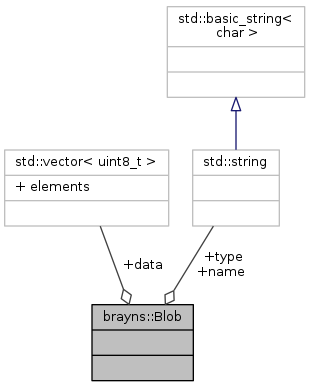 std::basic_string<
char >
std::vector< uint8_t >
+ elements
std::string
+data
+type
+name
brayns::Blob